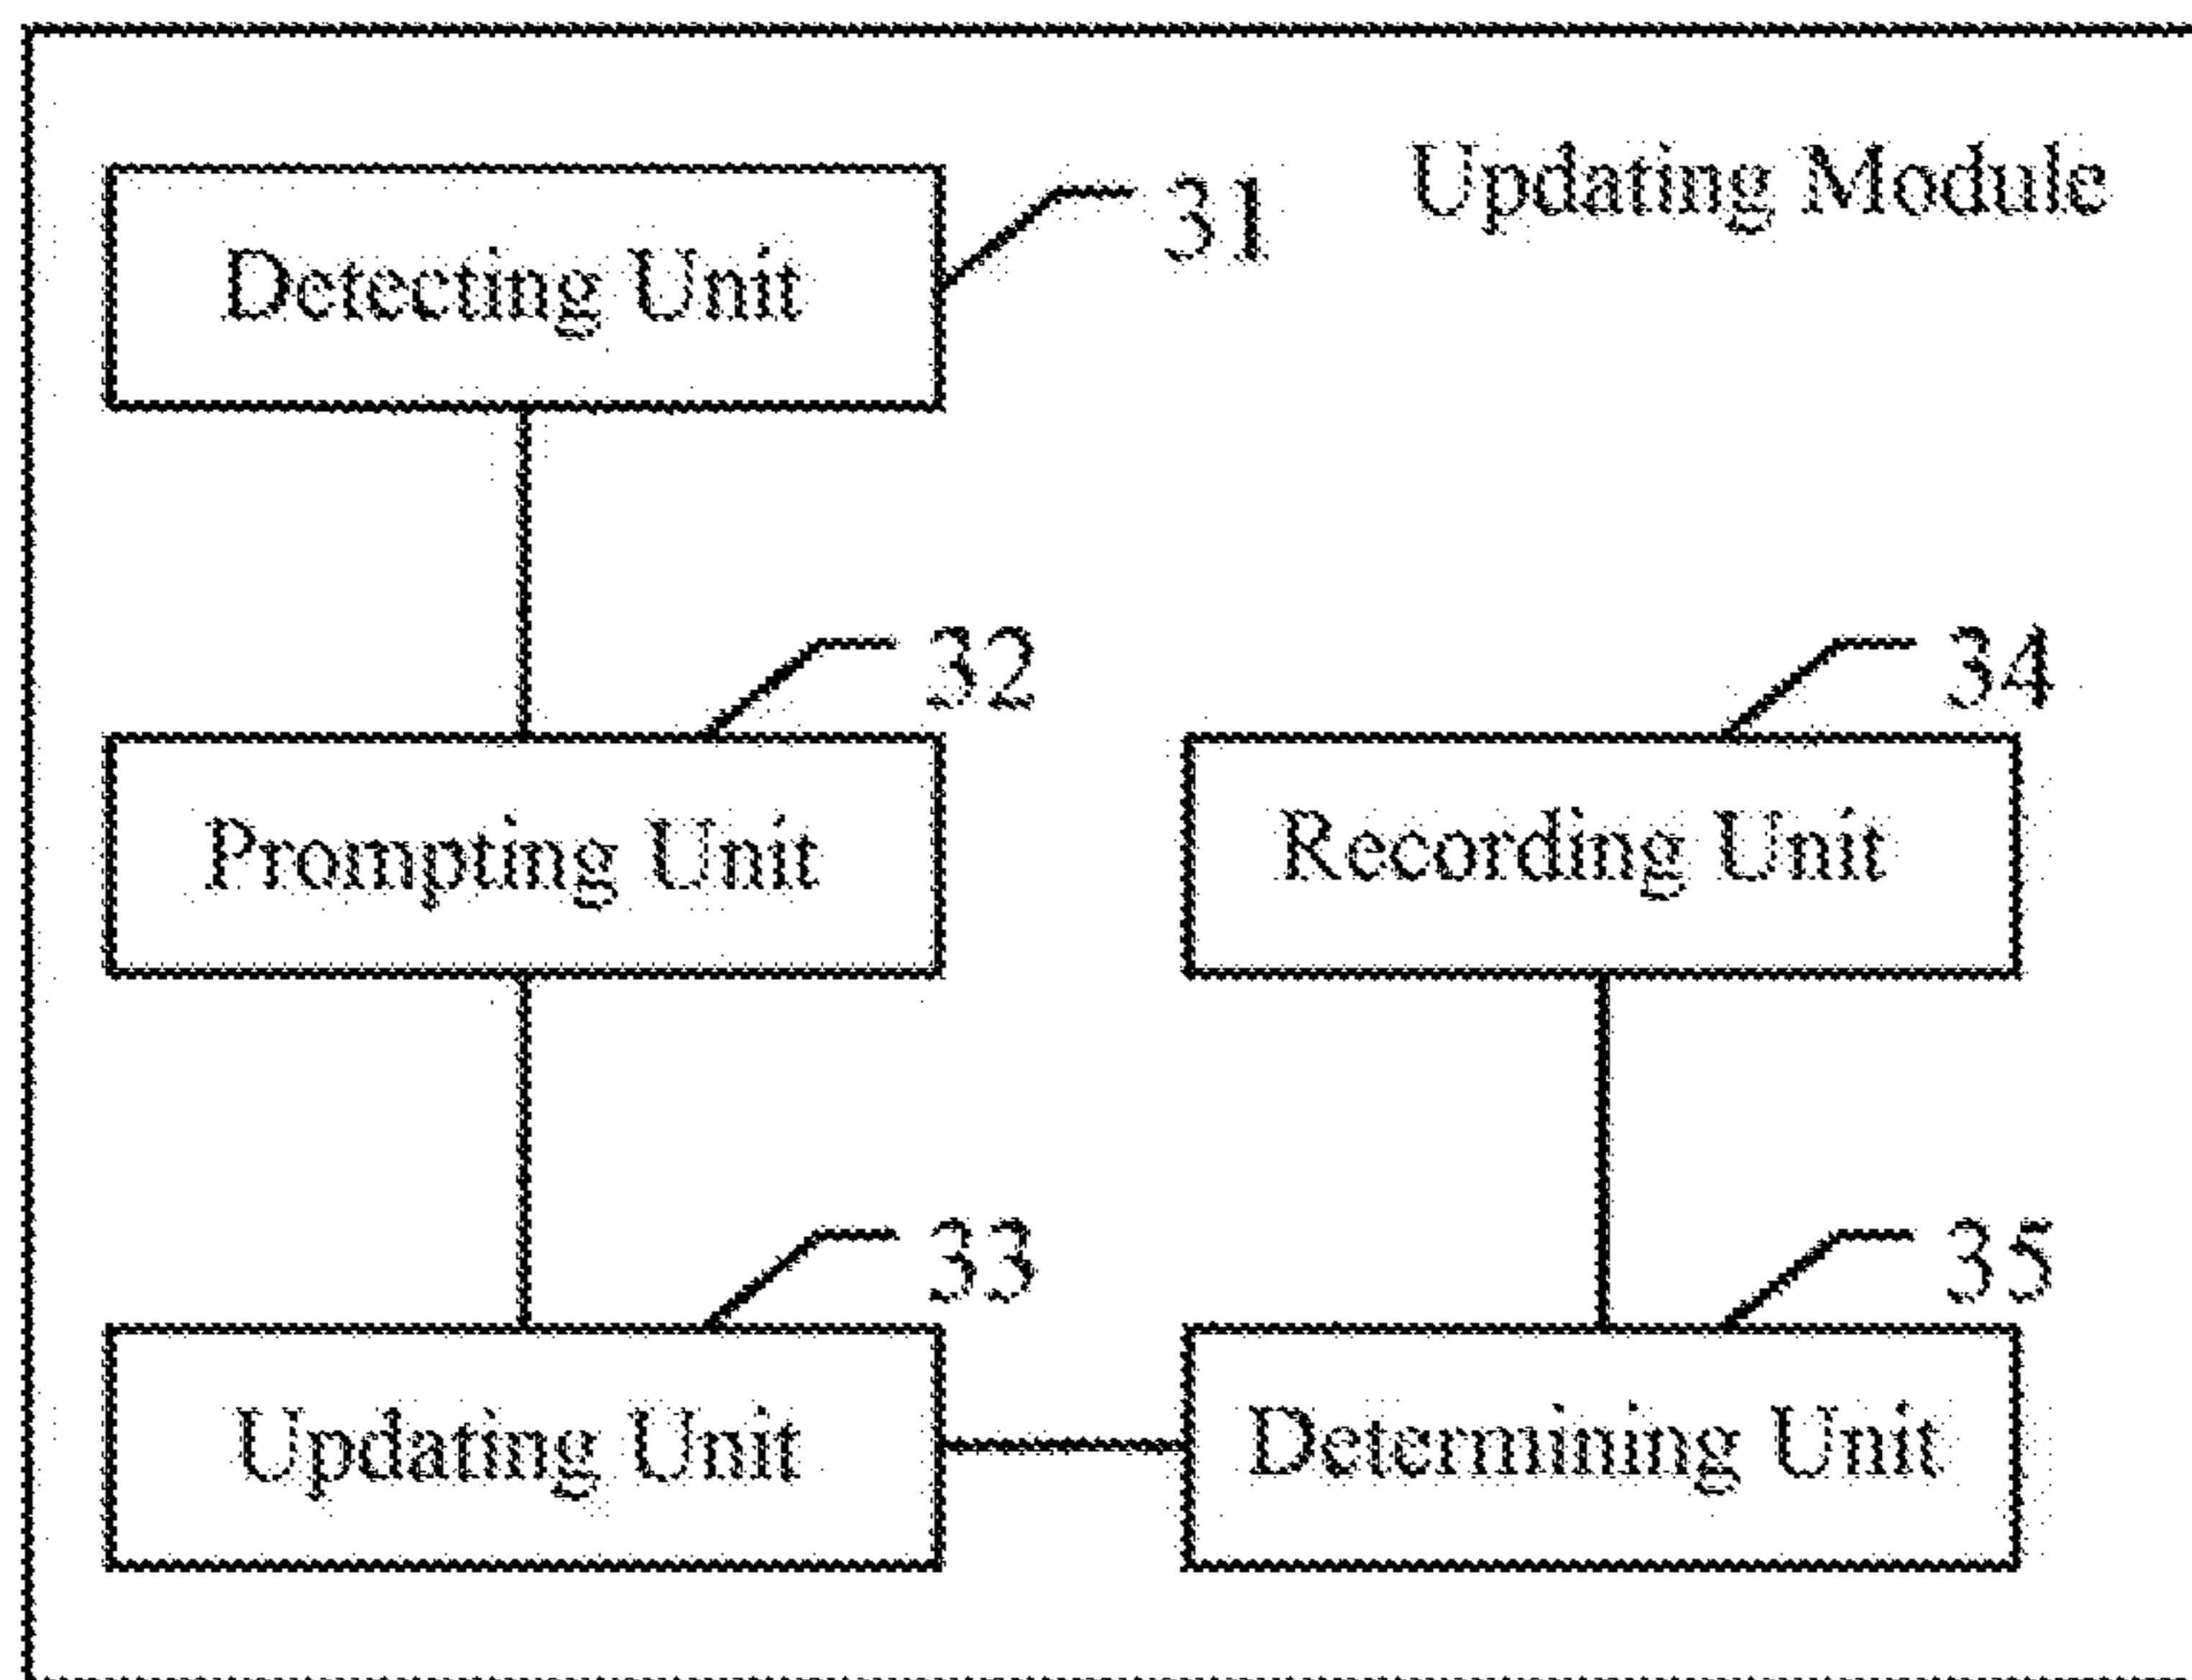 Updating Module
31
Detecting Unit
32
34
Prompting Unit
Recording Unit
33
35
Updating Unit
Determining Unit